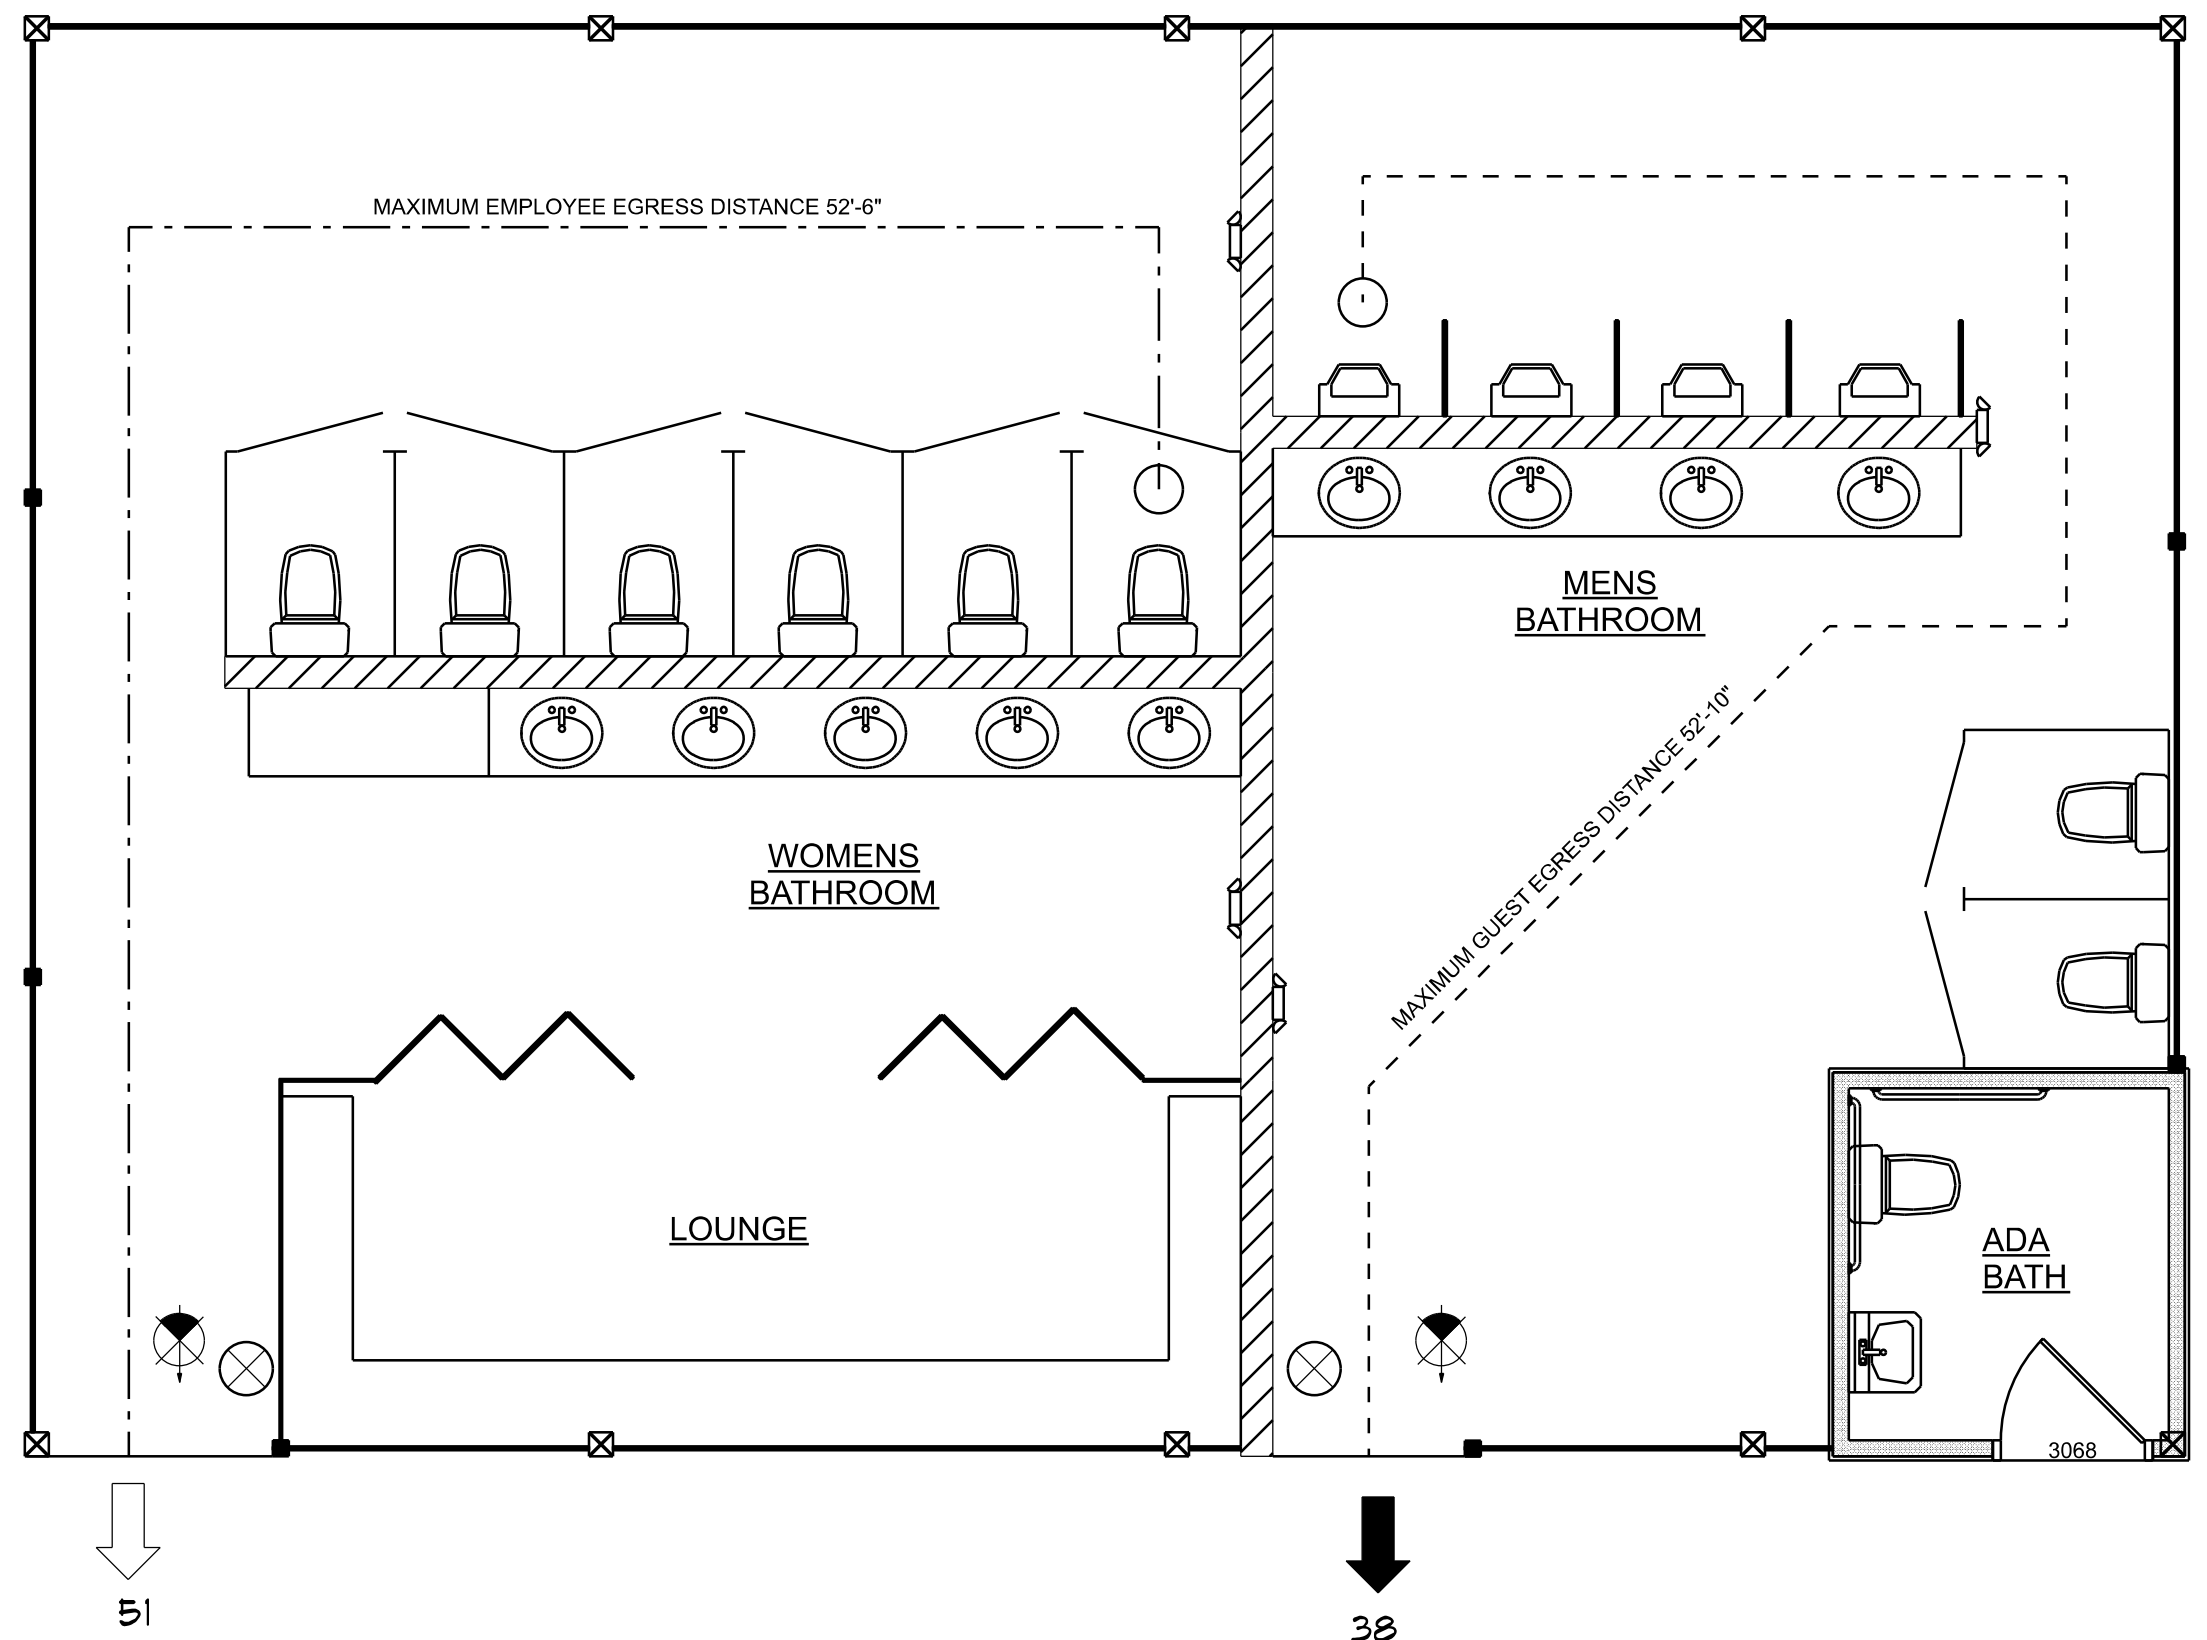 MAXIMUM EMPLOYEE EGRESS DISTANCE 52'-6"
MENS
BATHROOM
MAXIMUM GUEST EGRESS DISTANCE 52'-10"
WOMENS
BATHROOM
LOUNGE
ADA
BATH
3068
51
38